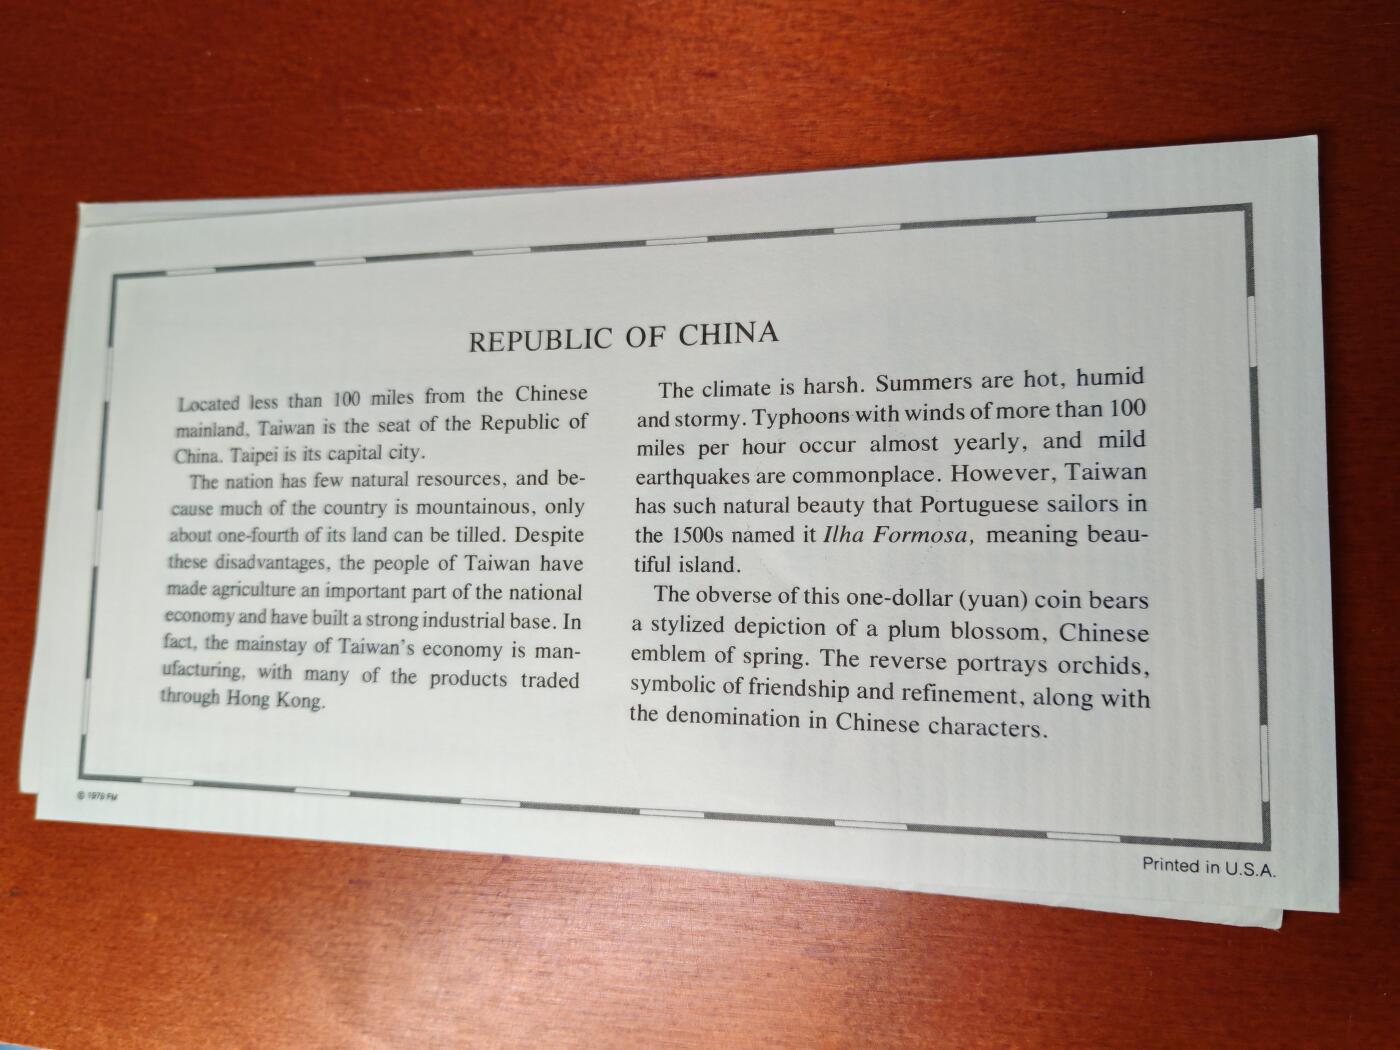 REPUBLIC OF CHINA
Located less than 100 miles from the Chinese
mainland, Taiwan is the seat of the Republic of
China. Taipei is its capital city.
The nation has few natural resources, and be-
cause much of the country is mountainous, only
about one-fourth of its land can be tilled. Despite
these disadvantages, the people of Taiwan have
made agriculture an important part of the national
economy and have built a strong industrial base. In
fact, the mainstay of Taiwan's economy is man-
ufacturing, with many of the products traded
through Hong Kong.
The climate is harsh. Summers are hot, humid
and stormy. Typhoons with winds of more than 100
miles per hour occur almost yearly, and mild
earthquakes are commonplace. However, Taiwan
has such natural beauty that Portuguese sailors in
the 1500s named it Ilha Formosa, meaning beau-
tiful island.
The obverse of this one-dollar (yuan) coin bears
a stylized depiction of a plum blossom, Chinese
emblem of spring. The reverse portrays orchids,
symbolic of friendship and refinement, along with
the denomination in Chinese characters.
© 1979 FM
Printed in U.S.A.